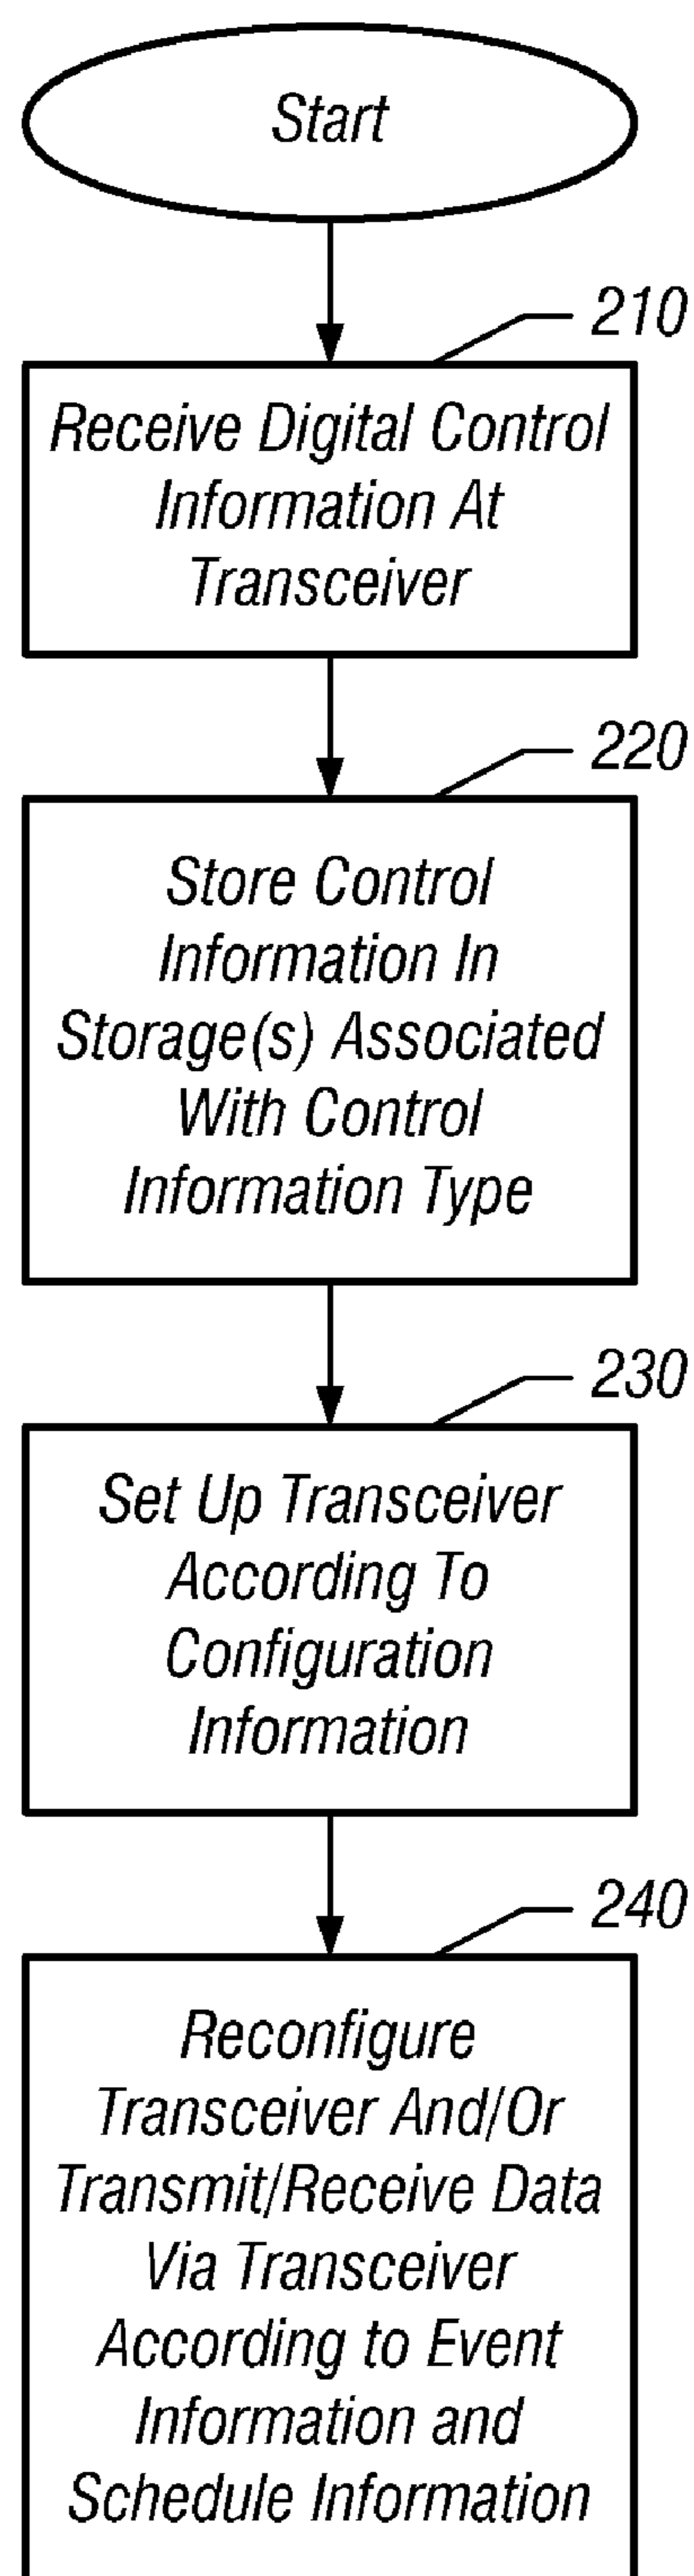 Start
210
Receive Digital Control
Information At
Transceiver
220
Store Control
Information In
Storage(s) Associated
With Control
Information Type
230
Set Up Transceiver
According To
Configuration
Information
240
Reconfigure
Transceiver And/Or
Transmit/Receive Data
Via Transceiver
According to Event
Information and
Schedule Information